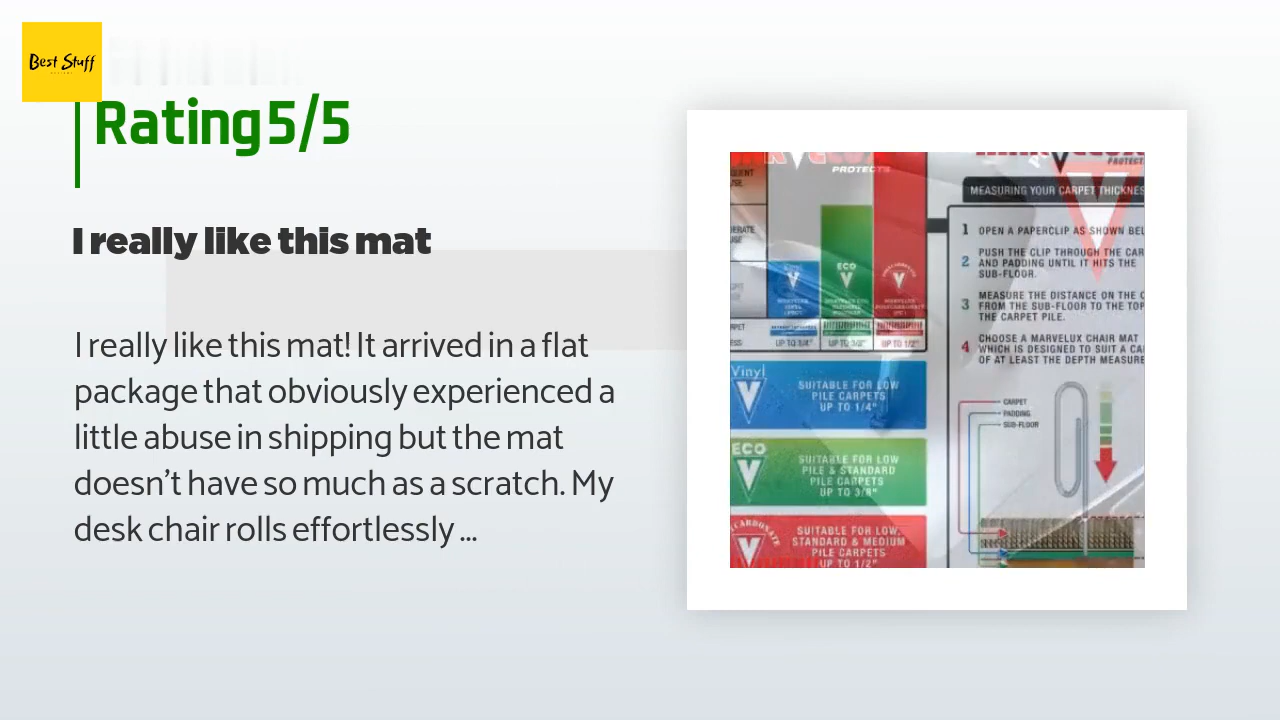 Best Stuff
Rating 5/5
I really like this mat
I really like this mat! It arrived in a flat
package that obviously experienced a
little abuse in shipping but the mat
doesn't have so much as a scratch. My
desk chair rolls effortlessly ...
PROTECTS
ECO
UP TO 1/4"
UP TO 3/8"
UP TO 1/2"
Vinyl
SUITABLE FOR LOW
PILE CARPETS
UP TO 1/4"
ECO
SUITABLE FOR LOW
PILE & STANDARD
PILE CARPETS
UP TO 3/8"
SUITABLE FOR LOW,
STANDARD & MEDIUM
PILE CARPETS
UP TO 1/2"
PROTECT
MEASURING YOUR CARPET THICKNES
1 OPEN A PAPERCLIP AS SHOWN BEL
2 PUSH THE CLIP THROUGH THE CAR
AND PADDING UNTIL IT HITS THE
SUB-FLOOR.
3 MEASURE THE DISTANCE ON THE C
FROM THE SUB-FLOOR TO THE TOP
THE CARPET PILE.
4 CHOOSE A MARVELUX CHAIR MAT
WHICH IS DESIGNED TO SUIT A CA
OF AT LEAST THE DEPTH MEASURE
CARPET
PADDING
SUB-FLOOR